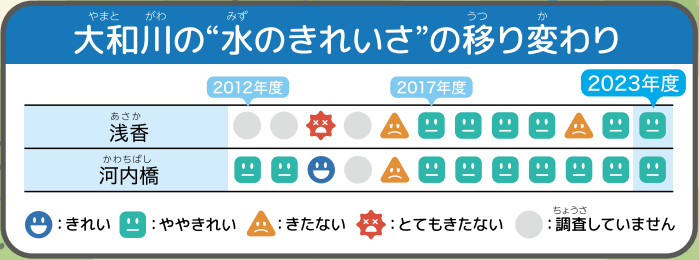 やまと がわ みず うつ か
大和川の“水のきれいさ”の移り変わり
2012年度 2017年度 2023年度
あさか
浅香
かわちばし
河内橋
ちょうさ
:きれい :ややきれい :きたない :とてもきたない :調査していません